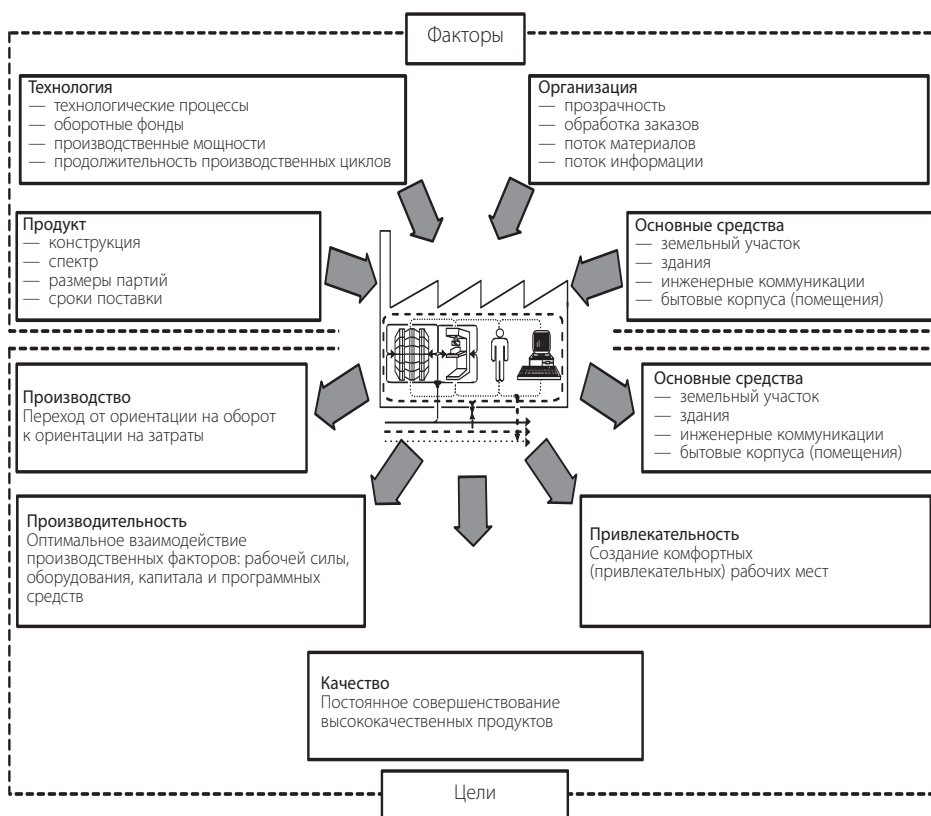 Факторы
Технология
— технологические процессы
— оборотные фонды
— производственные мощности
— продолжительность производственных циклов
Организация
— прозрачность
— обработка заказов
— поток материалов
— поток информации
Продукт
— конструкция
— спектр
— размеры партий
— сроки поставки
Основные средства
— земельный участок
— здания
— инженерные коммуникации
— бытовые корпуса (помещения)
Производство
Переход от ориентации на оборот
к ориентации на затраты
Основные средства
— земельный участок
— здания
— инженерные коммуникации
— бытовые корпуса (помещения)
Производительность
Оптимальное взаимодействие
производственных факторов: рабочей силы,
оборудования, капитала и программных
средств
Привлекательность
Создание комфортных
(привлекательных) рабочих мест
Качество
Постоянное совершенствование
высококачественных продуктов
Цели